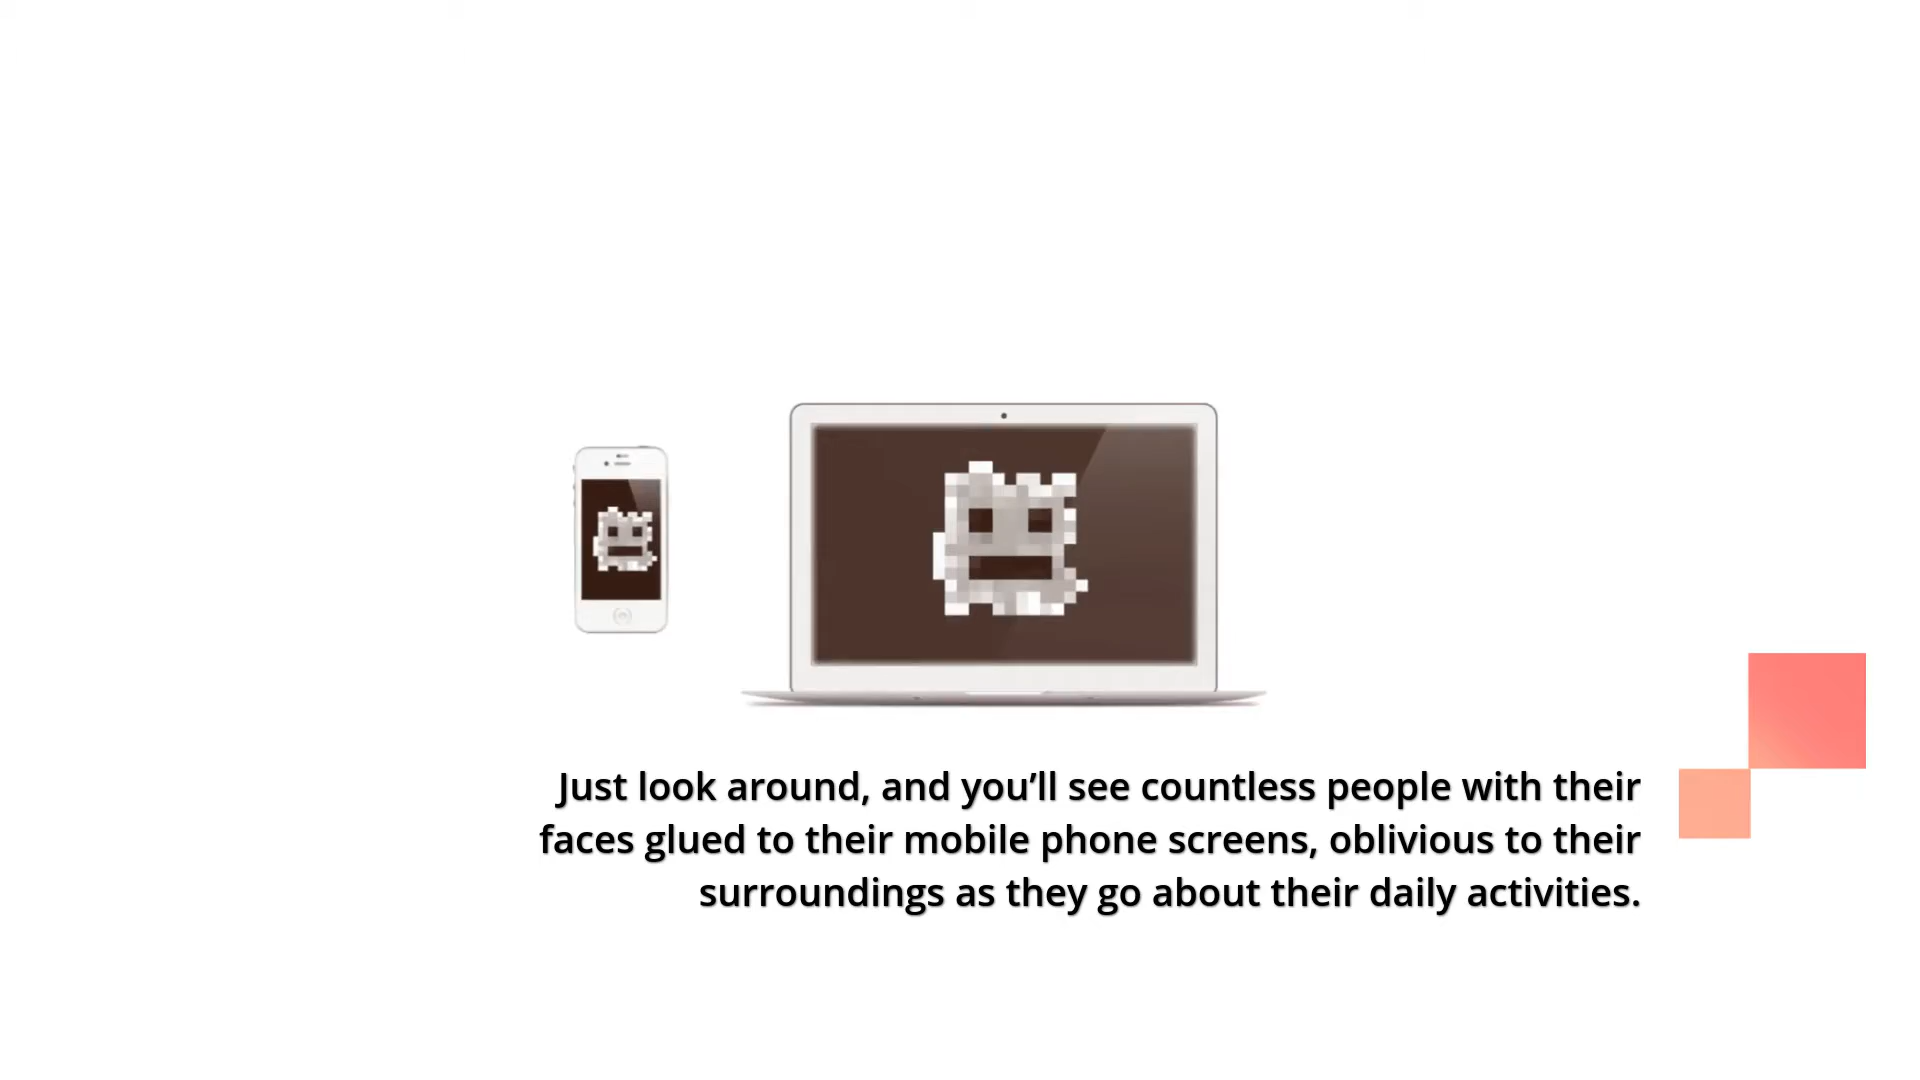 Just look around, and you’ll see countless people with their
faces glued to their mobile phone screens, oblivious to their
surroundings as they go about their daily activities.